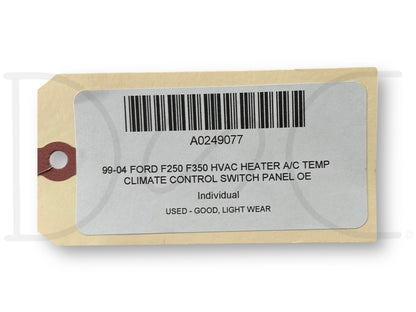 A0249077
99-04 FORD F250 F350 HVAC HEATER A/C TEMP
CLIMATE CONTROL SWITCH PANEL OE
Individual
USED - GOOD, LIGHT WEAR